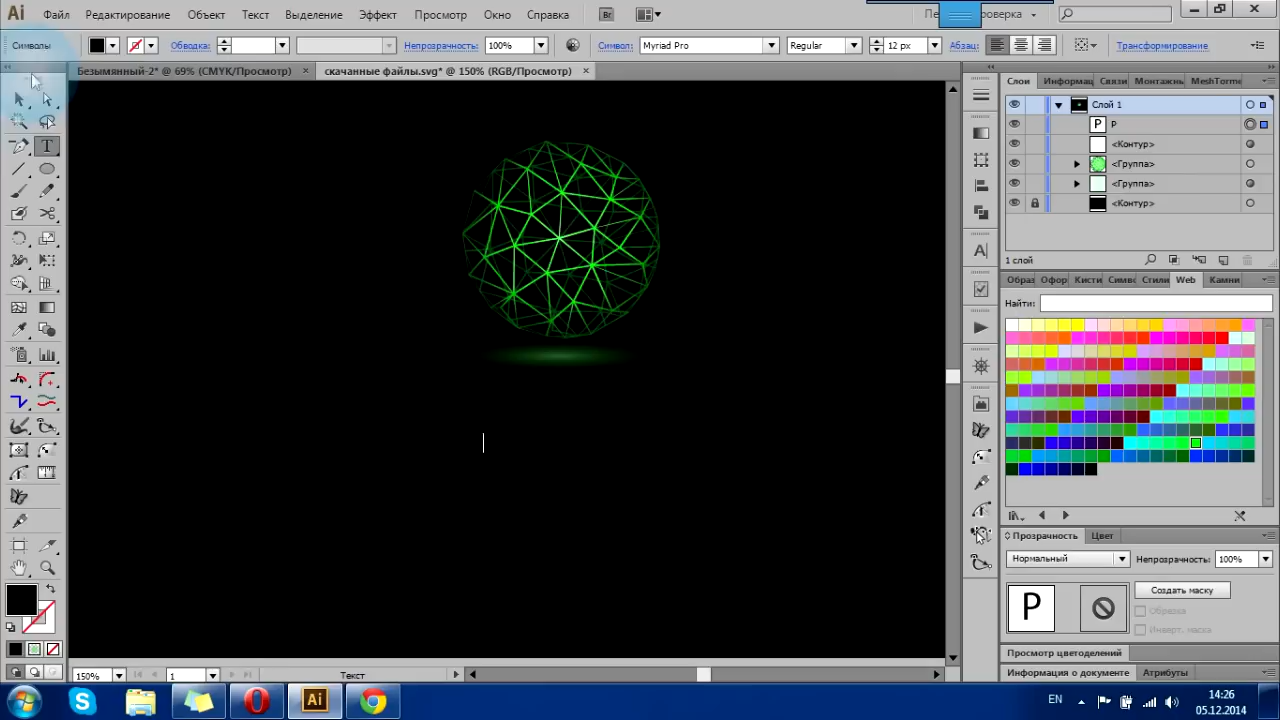 Ai Файл Редактирование Объект Текст Выделение Эффект Просмотр Окно Справка Br
Символы Обводка: Непрозрачность: 100% Символ: Myriad Pro Regular 12 px Абзац: Трансформирование
Безымянный-2* @ 69% (CMYK/Просмотр) × скачанные файлы.svg* @ 150% (RGB/Просмотр) ×
Слои Информац Связи Монтажны MeshTorme
Слой 1
P P
<Контур>
<Группа>
<Группа>
<Контур>
1 слой
Образ Офор Кисти Симв Стили Web Камни
Найти:
Прозрачность Цвет
Нормальный Непрозрачность: 100%
P Создать маску
Обрезка
Инверт. маска
Просмотр цветоделений
Информация о документе Атрибуты
150% 1 Текст
Ai EN 14:26
05.12.2014